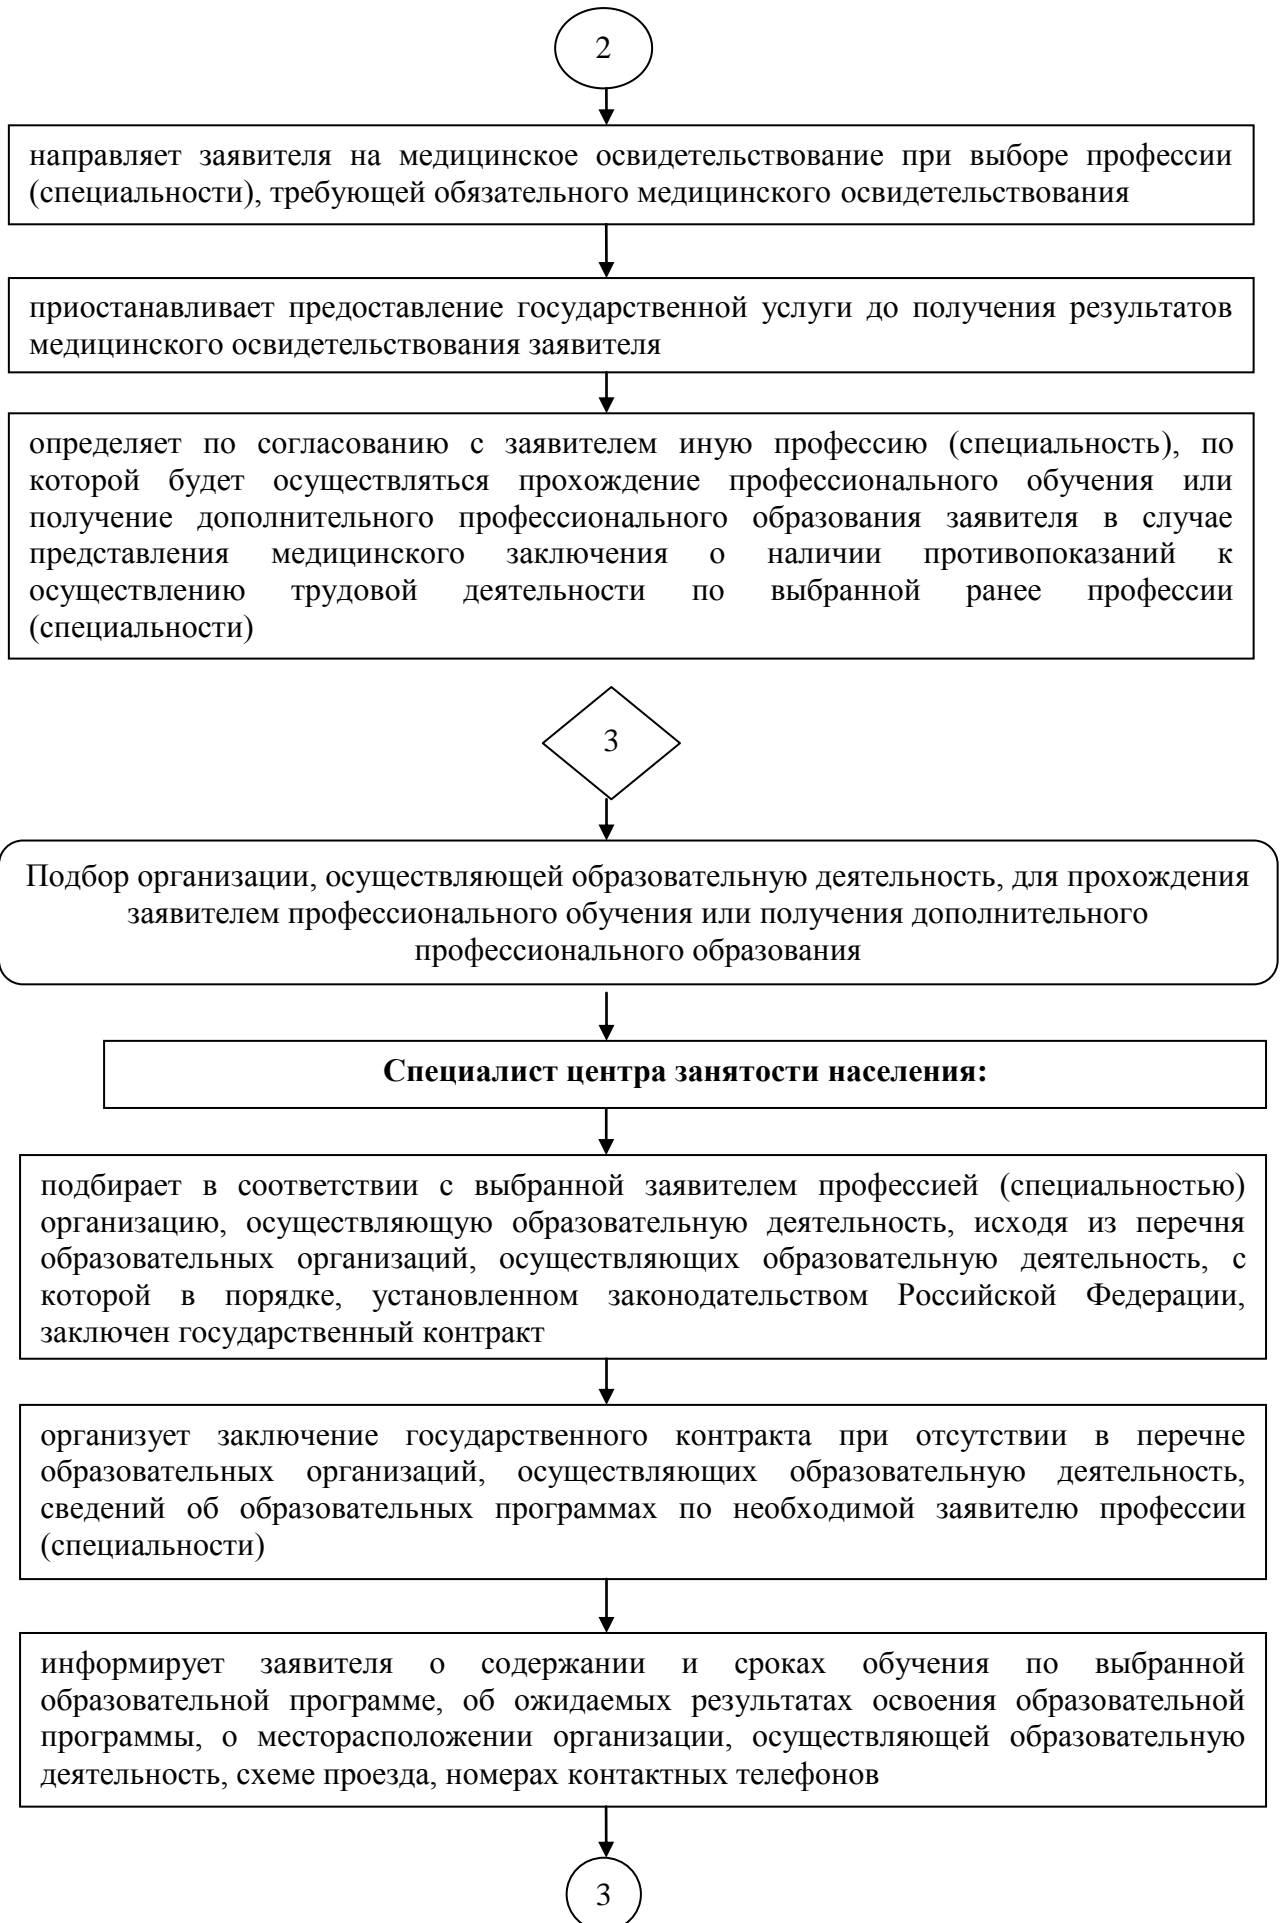 2
направляет заявителя на медицинское освидетельствование при выборе профессии
(специальности), требующей обязательного медицинского освидетельствования
приостанавливает предоставление государственной услуги до получения результатов
медицинского освидетельствования заявителя
определяет по согласованию с заявителем иную профессию (специальность), по
которой будет осуществляться прохождение профессионального обучения или
получение дополнительного профессионального образования заявителя в случае
представления медицинского заключения о наличии противопоказаний к
осуществлению трудовой деятельности по выбранной ранее профессии
(специальности)
3
Подбор организации, осуществляющей образовательную деятельность, для прохождения
заявителем профессионального обучения или получения дополнительного
профессионального образования
Специалист центра занятости населения:
подбирает в соответствии с выбранной заявителем профессией (специальностью)
организацию, осуществляющую образовательную деятельность, исходя из перечня
образовательных организаций, осуществляющих образовательную деятельность, с
которой в порядке, установленном законодательством Российской Федерации,
заключен государственный контракт
организует заключение государственного контракта при отсутствии в перечне
образовательных организаций, осуществляющих образовательную деятельность,
сведений об образовательных программах по необходимой заявителю профессии
(специальности)
информирует заявителя о содержании и сроках обучения по выбранной
образовательной программе, об ожидаемых результатах освоения образовательной
программы, о месторасположении организации, осуществляющей образовательную
деятельность, схеме проезда, номерах контактных телефонов
3